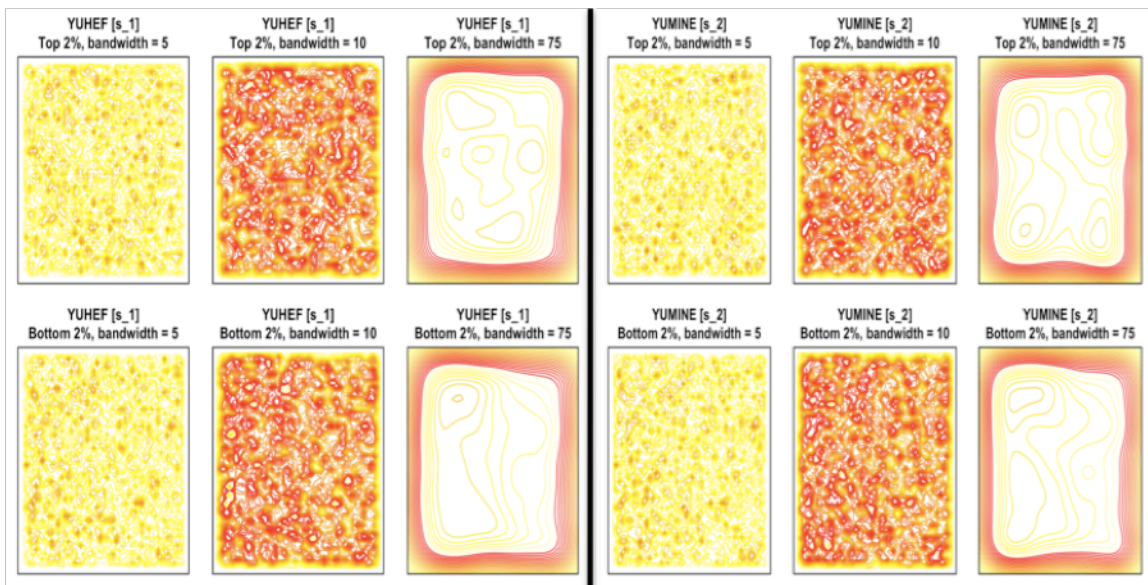 YUHEF [s_1]
Top 2%, bandwidth = 5
YUHEF [s_1]
Top 2%, bandwidth = 10
YUHEF [s_1]
Top 2%, bandwidth = 75
YUMINE [s_2]
Top 2%, bandwidth = 5
YUMINE [s_2]
Top 2%, bandwidth = 10
YUMINE [s_2]
Top 2%, bandwidth = 75
YUHEF [s_1]
Bottom 2%, bandwidth = 5
YUHEF [s_1]
Bottom 2%, bandwidth = 10
YUHEF [s_1]
Bottom 2%, bandwidth = 75
YUMINE [s_2]
Bottom 2%, bandwidth = 5
YUMINE [s_2]
Bottom 2%, bandwidth = 10
YUMINE [s_2]
Bottom 2%, bandwidth = 75